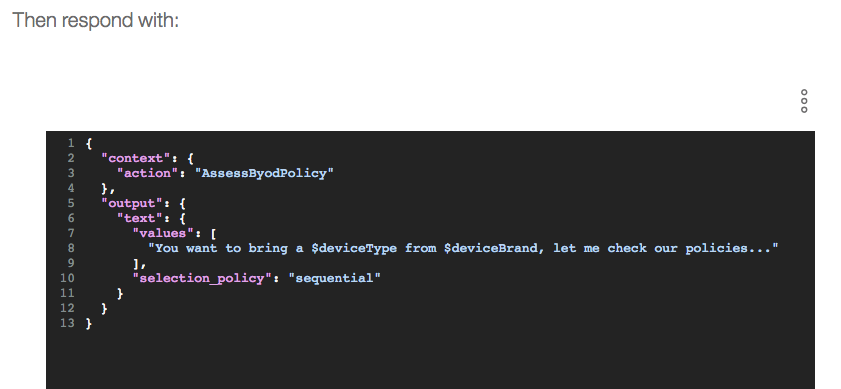 Then respond with:
1 {
2   "context": {
3     "action": "AssessByodPolicy"
4   },
5   "output": {
6     "text": {
7       "values": [
8         "You want to bring a $deviceType from $deviceBrand, let me check our policies..."
9       ],
10       "selection_policy": "sequential"
11     }
12   }
13 }